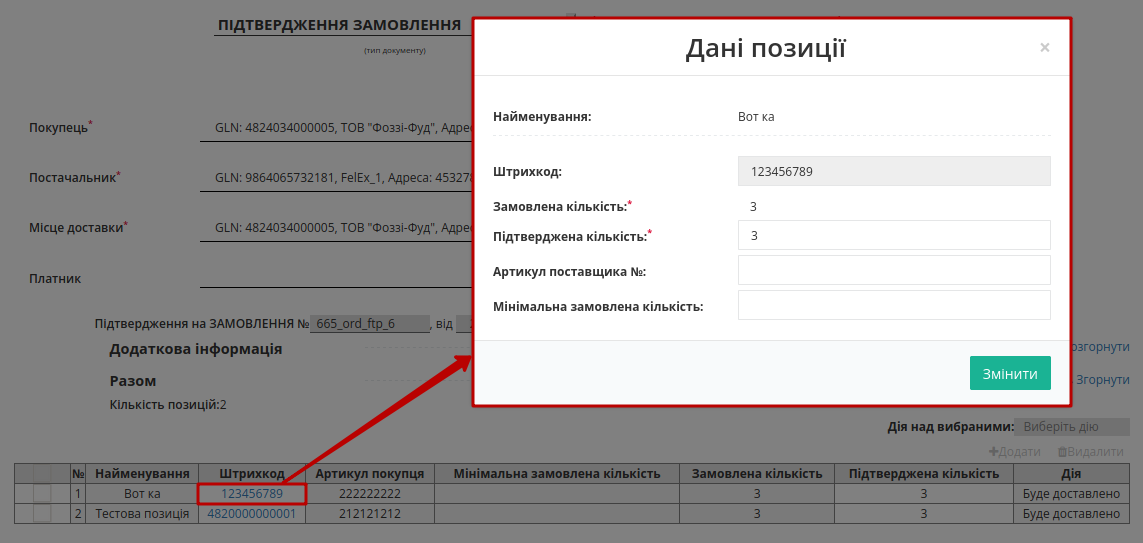 ПІДТВЕРДЖЕННЯ ЗАМОВЛЕННЯ
(тип документу)
Покупець*
GLN: 4824034000005, ТОВ "Фоззі-Фуд", Адре
Постачальник*
GLN: 9864065732181, FelEx_1, Адреса: 45327
Місце доставки*
GLN: 4824034000005, ТОВ "Фоззі-Фуд", Адре
Платник
Підтвердження на ЗАМОВЛЕННЯ № 665_ord_ftp_6 , від
Додаткова інформація
озгорнути
Разом
Згорнути
Кількість позицій:2
Дані позиції
×
Найменування: Вот ка
Штрихкод: 123456789
Замовлена кількість:* 3
Підтверджена кількість:* 3
Артикул поставщика №:
Мінімальна замовлена кількість:
Змінити
Дія над вибраними: Виберіть дію
Додати Видалити
№ Найменування Штрихкод Артикул покупця Мінімальна замовлена кількість Замовлена кількість Підтверджена кількість Дія
1 Вот ка 123456789 222222222 3 3 Буде доставлено
2 Тестова позиція 4820000000001 212121212 3 3 Буде доставлено